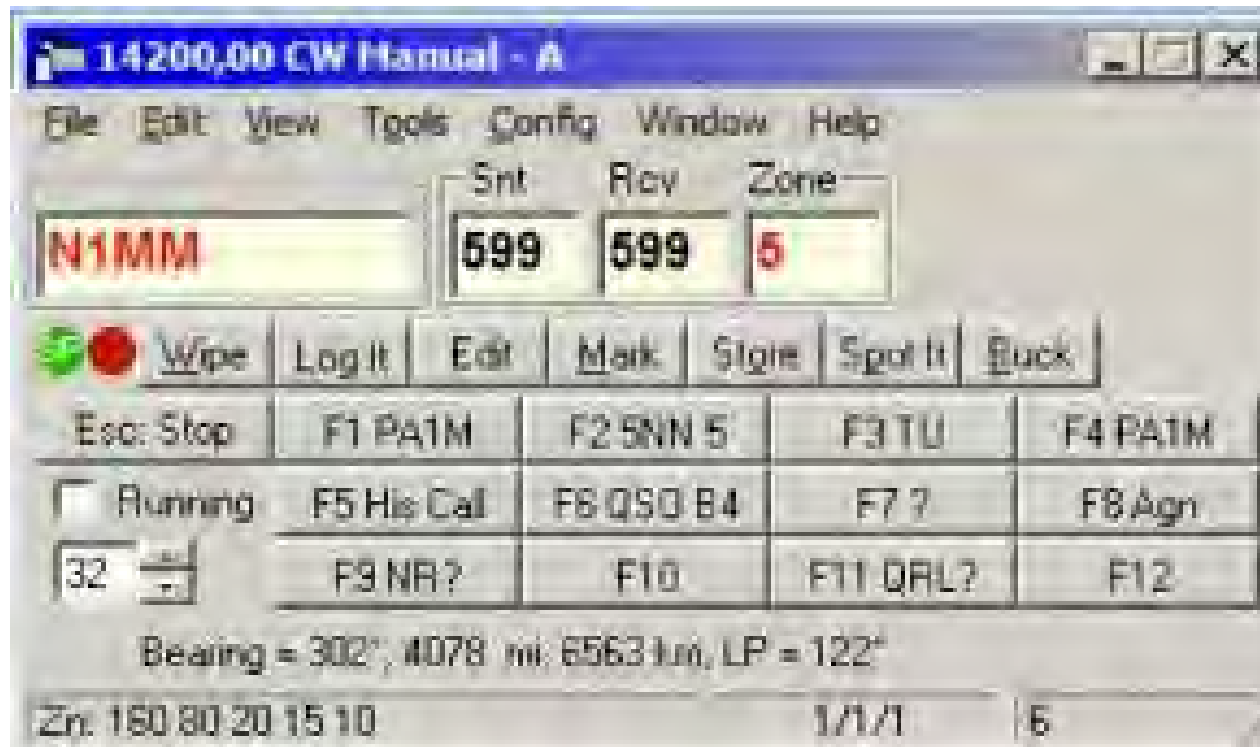 14200,00 CW Manual - A
File Edit View Tools Config Window Help
Snt Rcv Zone
N1MM 599 599 5
Wipe Log It Edit Mark Store Spot It Buck
Esc: Stop F1 PA1M F2 5NN 5 F3 TU F4 PA1M
Running F5 His Call F6 QSO B4 F7 ? F8 Agn
32 F9 NR? F10 F11 QRL? F12
Bearing = 302°, 4078 mi, 6563 km, LP = 122°
Zn: 160 80 20 15 10 1/1/1 6